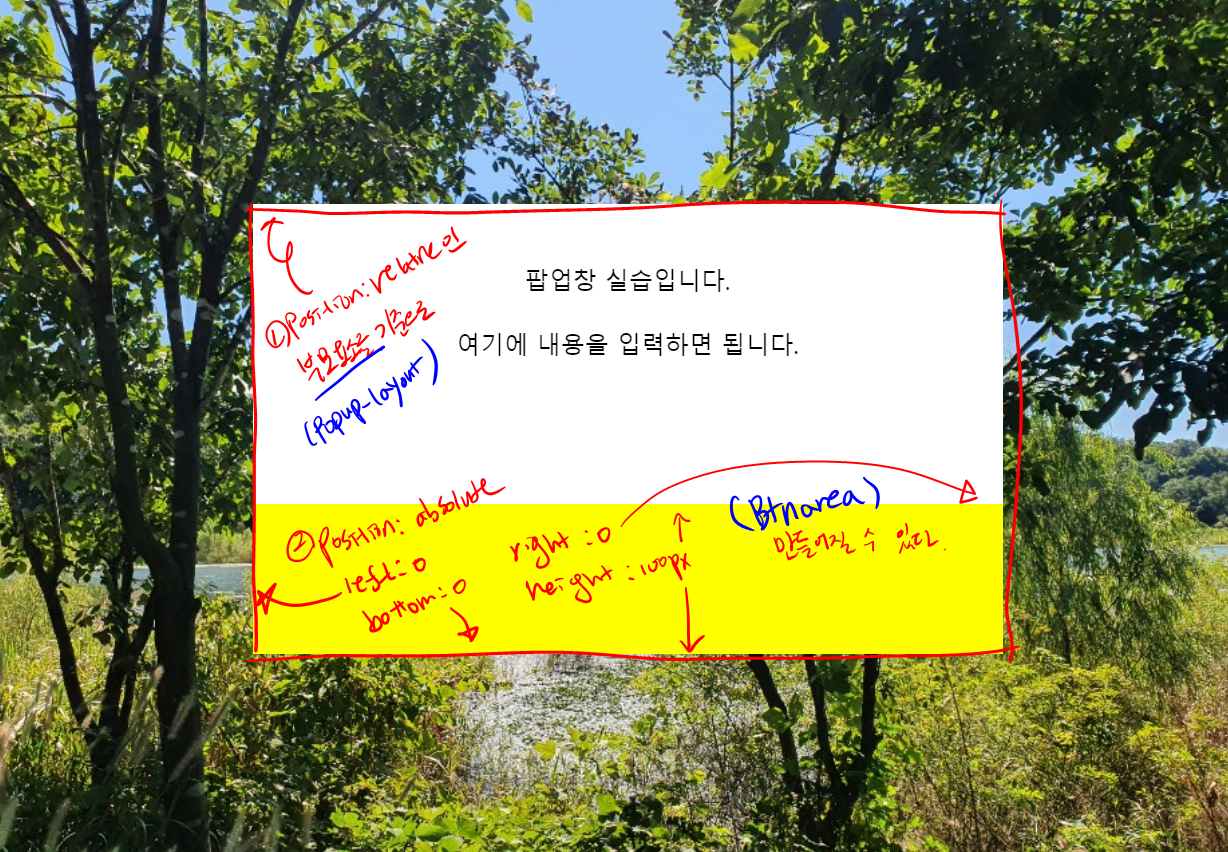 팝업창 실습입니다.
여기에 내용을 입력하면 됩니다.
①Position: relative인
부모요소를 기준으로
(Popup-layout)
②Position: absolute
left: 0
bottom: 0
right: 0
height: 100px
(Btnarea)
만들어질 수 있다.